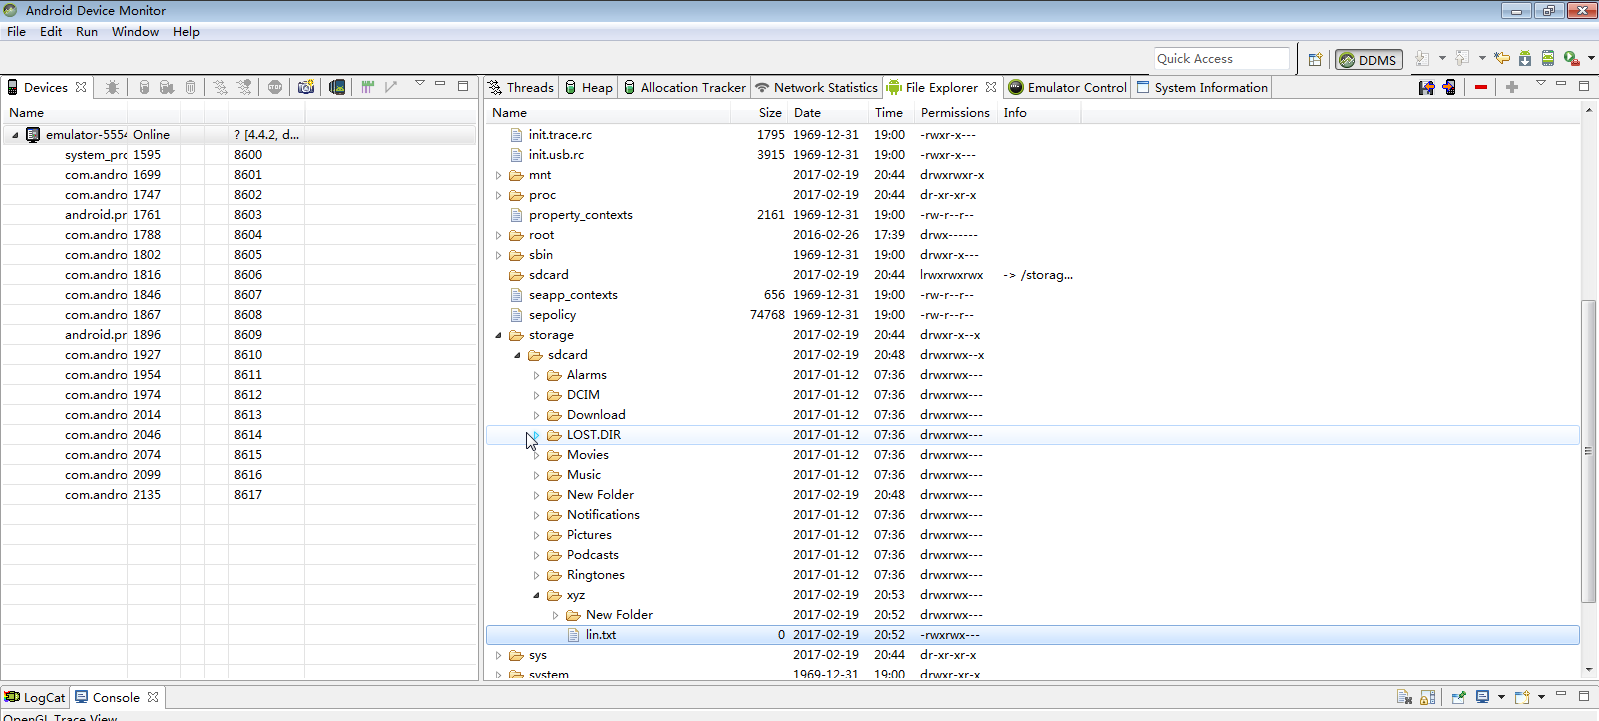 Android Device Monitor
File Edit Run Window Help
Quick Access DDMS
Devices
Name
emulator-5554 Online ? [4.4.2, d...
system_pro 1595 8600
com.andro 1699 8601
com.andro 1747 8602
android.pr 1761 8603
com.andro 1788 8604
com.andro 1802 8605
com.andro 1816 8606
com.andro 1846 8607
com.andro 1867 8608
android.pr 1896 8609
com.andro 1927 8610
com.andro 1954 8611
com.andro 1974 8612
com.andro 2014 8613
com.andro 2046 8614
com.andro 2074 8615
com.andro 2099 8616
com.andro 2135 8617
Threads Heap Allocation Tracker Network Statistics File Explorer Emulator Control System Information
Name Size Date Time Permissions Info
init.trace.rc 1795 1969-12-31 19:00 -rwxr-x---
init.usb.rc 3915 1969-12-31 19:00 -rwxr-x---
mnt 2017-02-19 20:44 drwxrwxr-x
proc 2017-02-19 20:44 dr-xr-xr-x
property_contexts 2161 1969-12-31 19:00 -rw-r--r--
root 2016-02-26 17:39 drwx------
sbin 1969-12-31 19:00 drwxr-x---
sdcard 2017-02-19 20:44 lrwxrwxrwx -> /storag...
seapp_contexts 656 1969-12-31 19:00 -rw-r--r--
sepolicy 74768 1969-12-31 19:00 -rw-r--r--
storage 2017-02-19 20:44 drwxr-x--x
sdcard 2017-02-19 20:48 drwxrwx--x
Alarms 2017-01-12 07:36 drwxrwx---
DCIM 2017-01-12 07:36 drwxrwx---
Download 2017-01-12 07:36 drwxrwx---
LOST.DIR 2017-01-12 07:36 drwxrwx---
Movies 2017-01-12 07:36 drwxrwx---
Music 2017-01-12 07:36 drwxrwx---
New Folder 2017-02-19 20:48 drwxrwx---
Notifications 2017-01-12 07:36 drwxrwx---
Pictures 2017-01-12 07:36 drwxrwx---
Podcasts 2017-01-12 07:36 drwxrwx---
Ringtones 2017-01-12 07:36 drwxrwx---
xyz 2017-02-19 20:53 drwxrwx---
New Folder 2017-02-19 20:52 drwxrwx---
lin.txt 0 2017-02-19 20:52 -rwxrwx---
sys 2017-02-19 20:44 dr-xr-xr-x
system 1969-12-31 19:00 drwxr-xr-x
LogCat Console
OpenGL Trace View